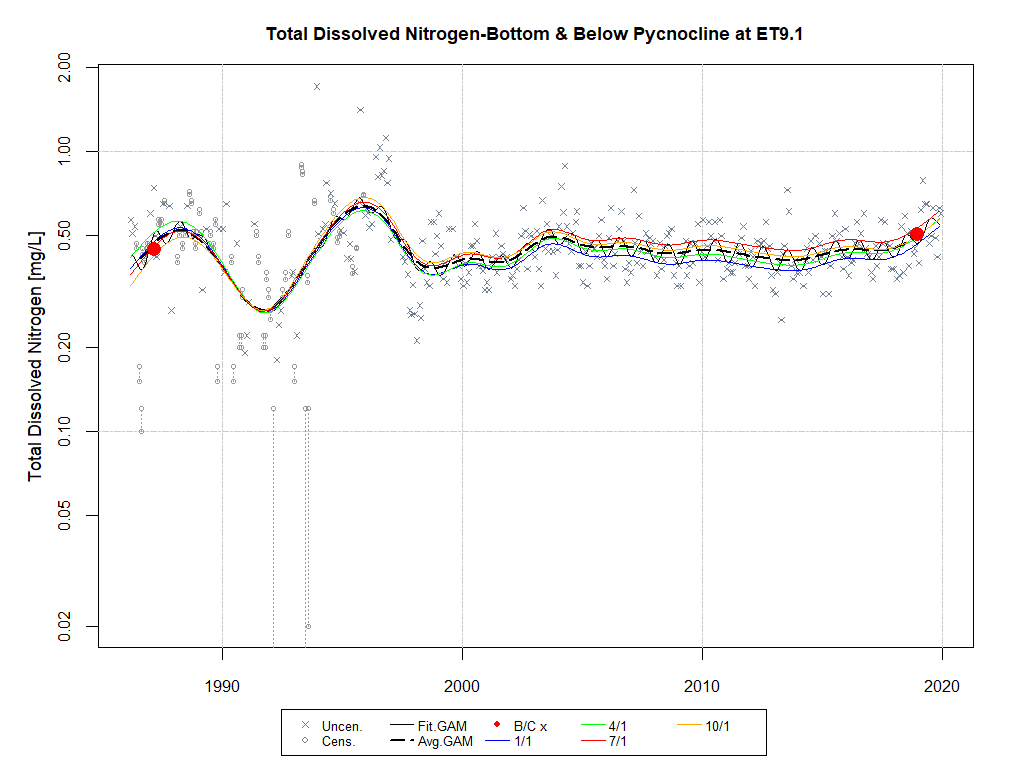 Total Dissolved Nitrogen-Bottom & Below Pycnocline at ET9.1
Total Dissolved Nitrogen [mg/L]
2.00
1.00
0.50
0.20
0.10
0.05
0.02
1990 2000 2010 2020
Uncen. Fit.GAM B/C x 4/1 10/1
Cens. Avg.GAM 1/1 7/1